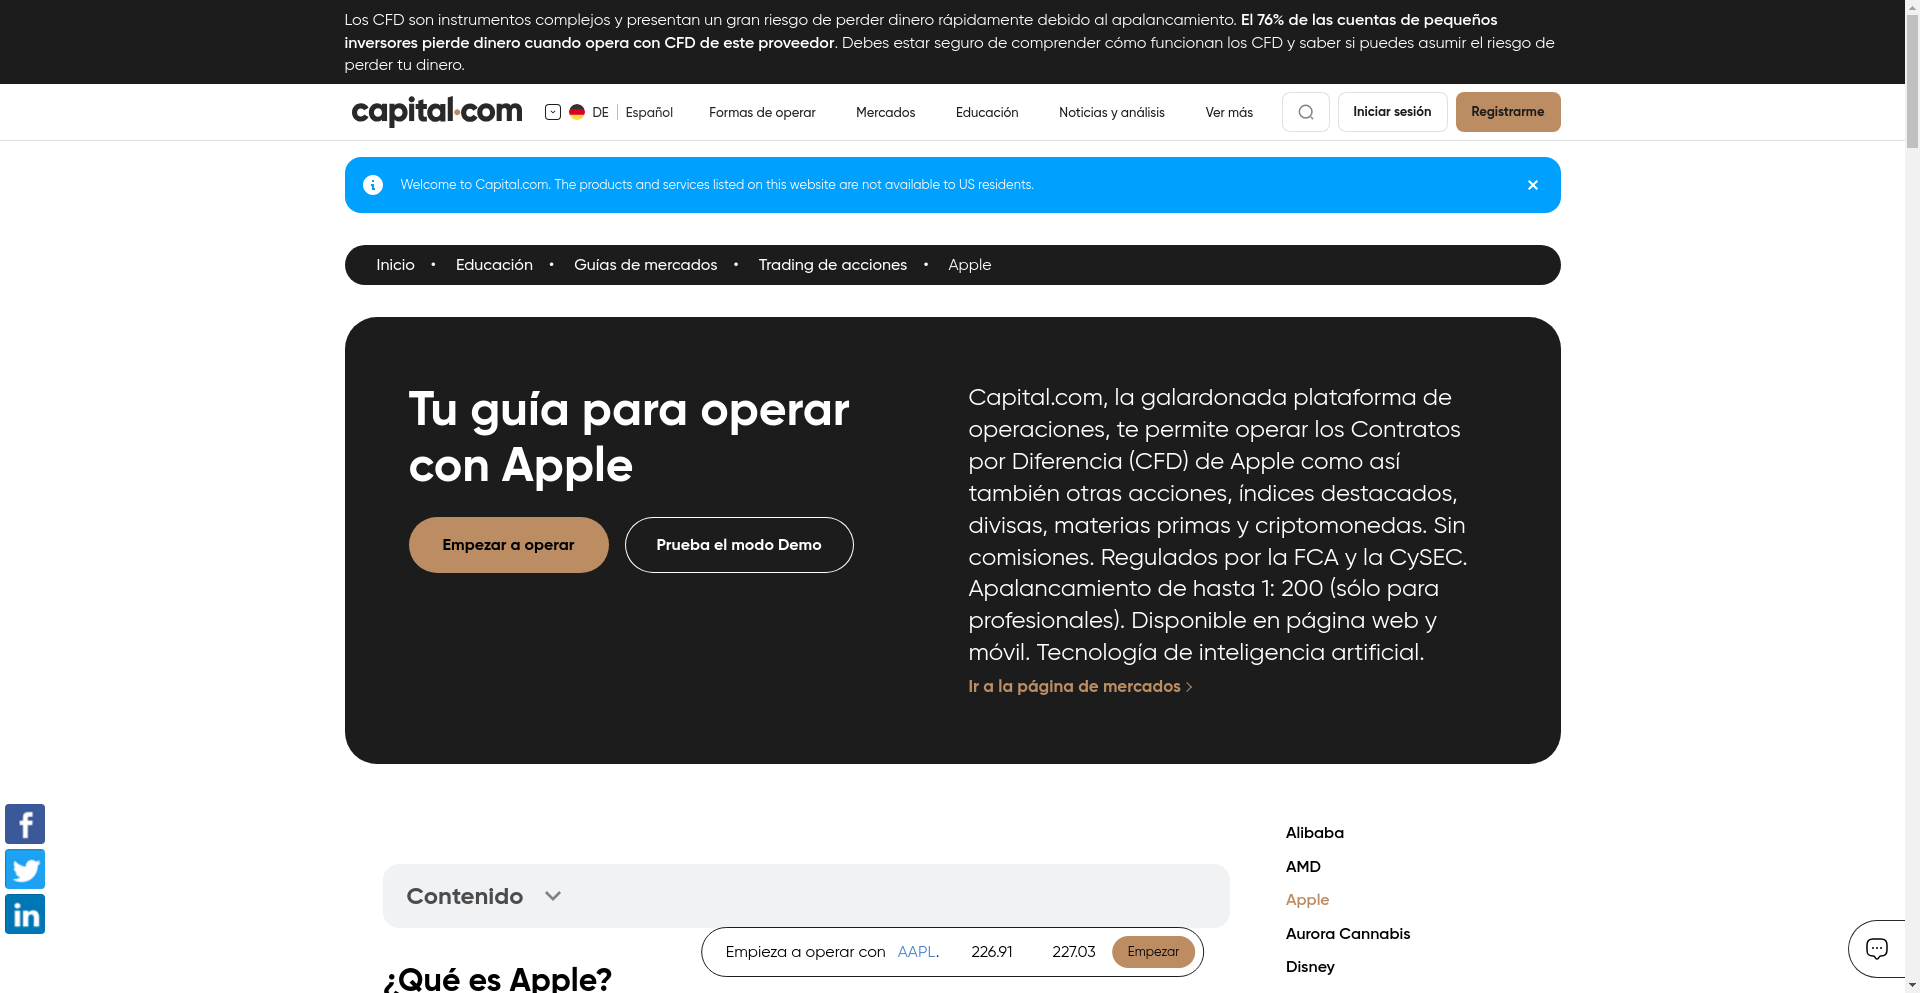 Los CFD son instrumentos complejos y presentan un gran riesgo de perder dinero rápidamente debido al apalancamiento. El 76% de las cuentas de pequeños
inversores pierde dinero cuando opera con CFD de este proveedor. Debes estar seguro de comprender cómo funcionan los CFD y saber si puedes asumir el riesgo de
perder tu dinero.
capital.com DE Español Formas de operar Mercados Educación Noticias y análisis Ver más Iniciar sesión Registrarme
Welcome to Capital.com. The products and services listed on this website are not available to US residents.
Inicio • Educación • Guías de mercados • Trading de acciones • Apple
Tu guía para operar
con Apple
Empezar a operar Prueba el modo Demo
Capital.com, la galardonada plataforma de
operaciones, te permite operar los Contratos
por Diferencia (CFD) de Apple como así
también otras acciones, índices destacados,
divisas, materias primas y criptomonedas. Sin
comisiones. Regulados por la FCA y la CySEC.
Apalancamiento de hasta 1: 200 (sólo para
profesionales). Disponible en página web y
móvil. Tecnología de inteligencia artificial.
Ir a la página de mercados
Contenido
¿Qué es Apple?
Empieza a operar con AAPL. 226.91 227.03 Empezar
Alibaba
AMD
Apple
Aurora Cannabis
Disney